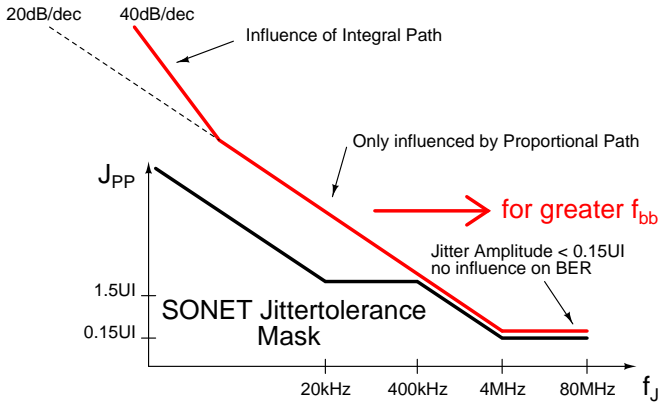 20dB/dec
40dB/dec
Influence of Integral Path
Only influenced by Proportional Path
J_PP
for greater f_bb
Jitter Amplitude < 0.15UI
no influence on BER
1.5UI
SONET Jittertolerance
Mask
0.15UI
20kHz
400kHz
4MHz
80MHz
f_J